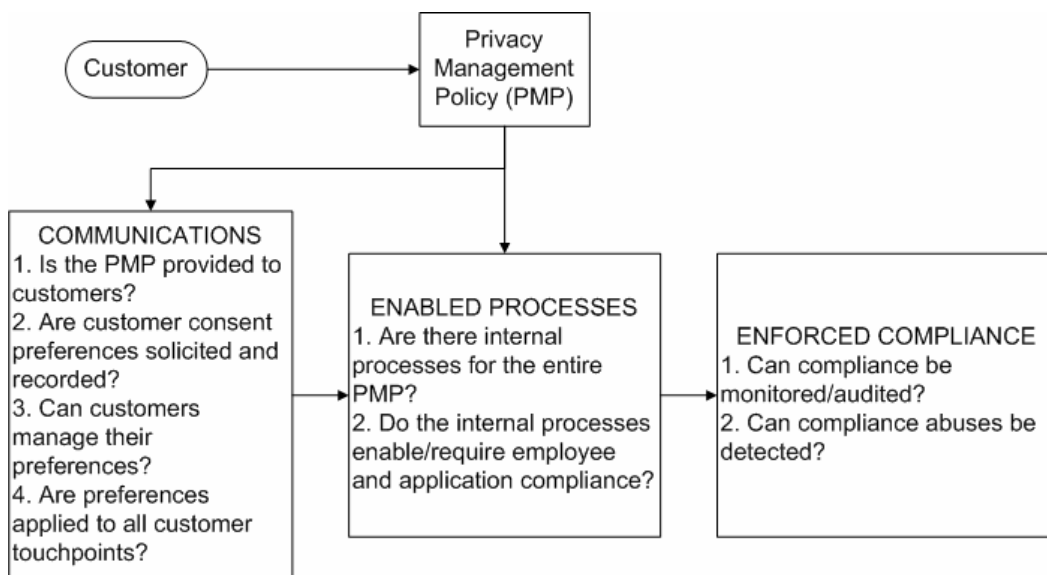 Customer
Privacy
Management
Policy (PMP)
COMMUNICATIONS
1. Is the PMP provided to
customers?
2. Are customer consent
preferences solicited and
recorded?
3. Can customers
manage their
preferences?
4. Are preferences
applied to all customer
touchpoints?
ENABLED PROCESSES
1. Are there internal
processes for the entire
PMP?
2. Do the internal processes
enable/require employee
and application compliance?
ENFORCED COMPLIANCE
1. Can compliance be
monitored/audited?
2. Can compliance abuses be
detected?